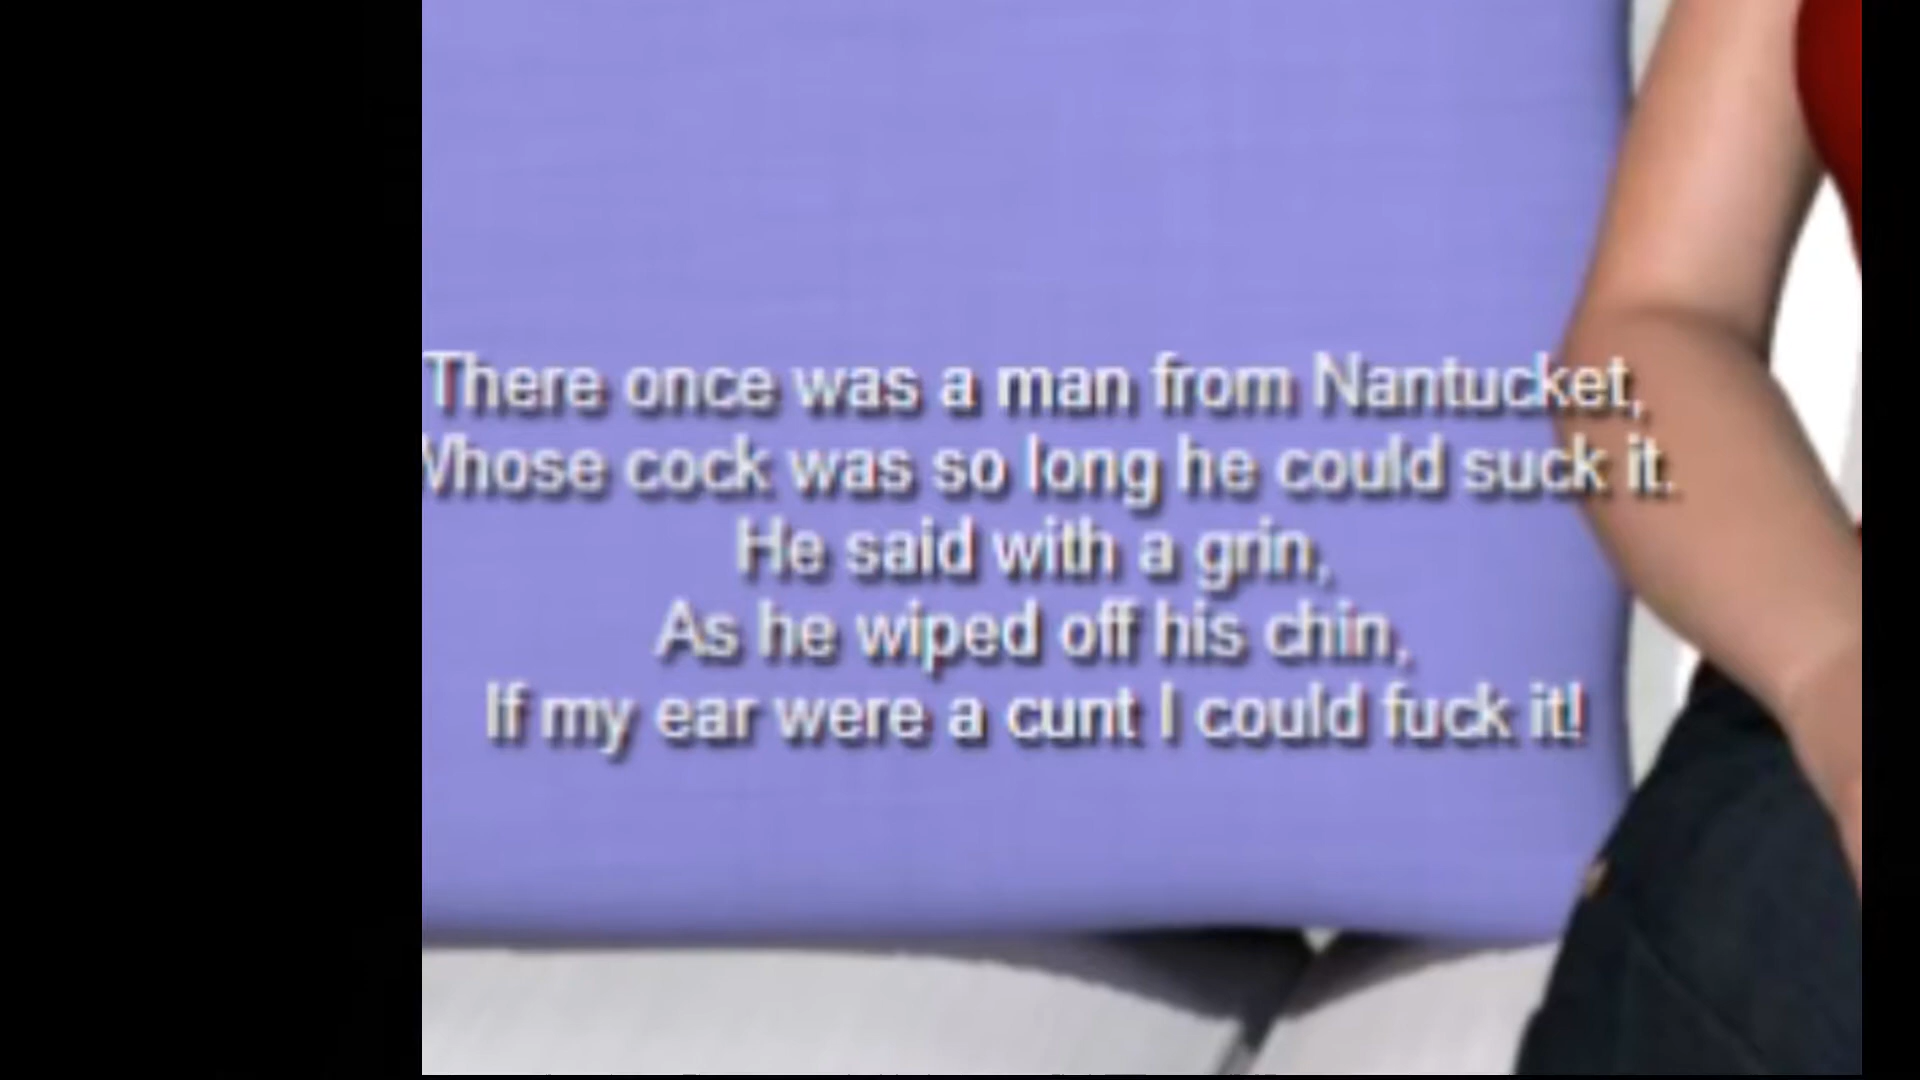 There once was a man from Nantucket,
Whose cock was so long he could suck it.
He said with a grin,
As he wiped off his chin,
If my ear were a cunt I could fuck it!